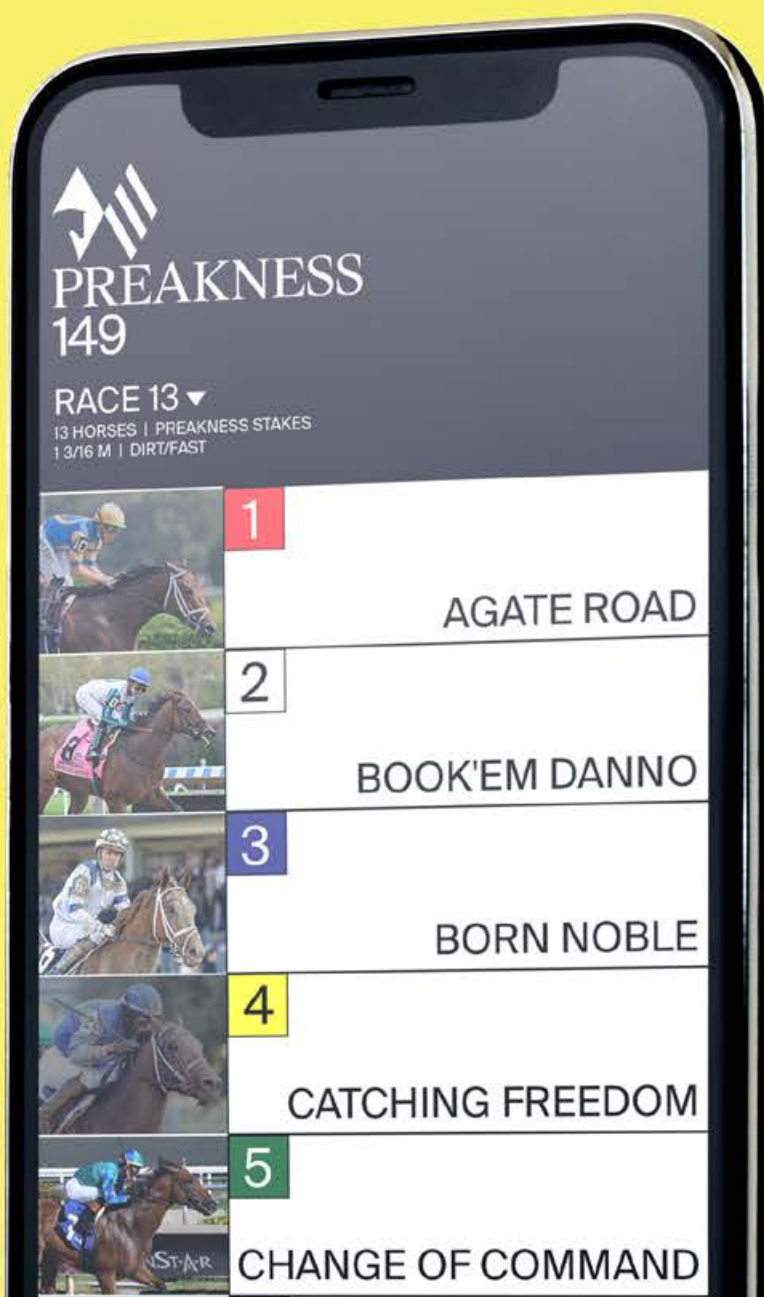 PREAKNESS
149
RACE 13 ▼
13 HORSES | PREAKNESS STAKES
1 3/16 M | DIRT/FAST
1
AGATE ROAD
2
BOOK'EM DANNO
3
BORN NOBLE
4
CATCHING FREEDOM
5
CHANGE OF COMMAND